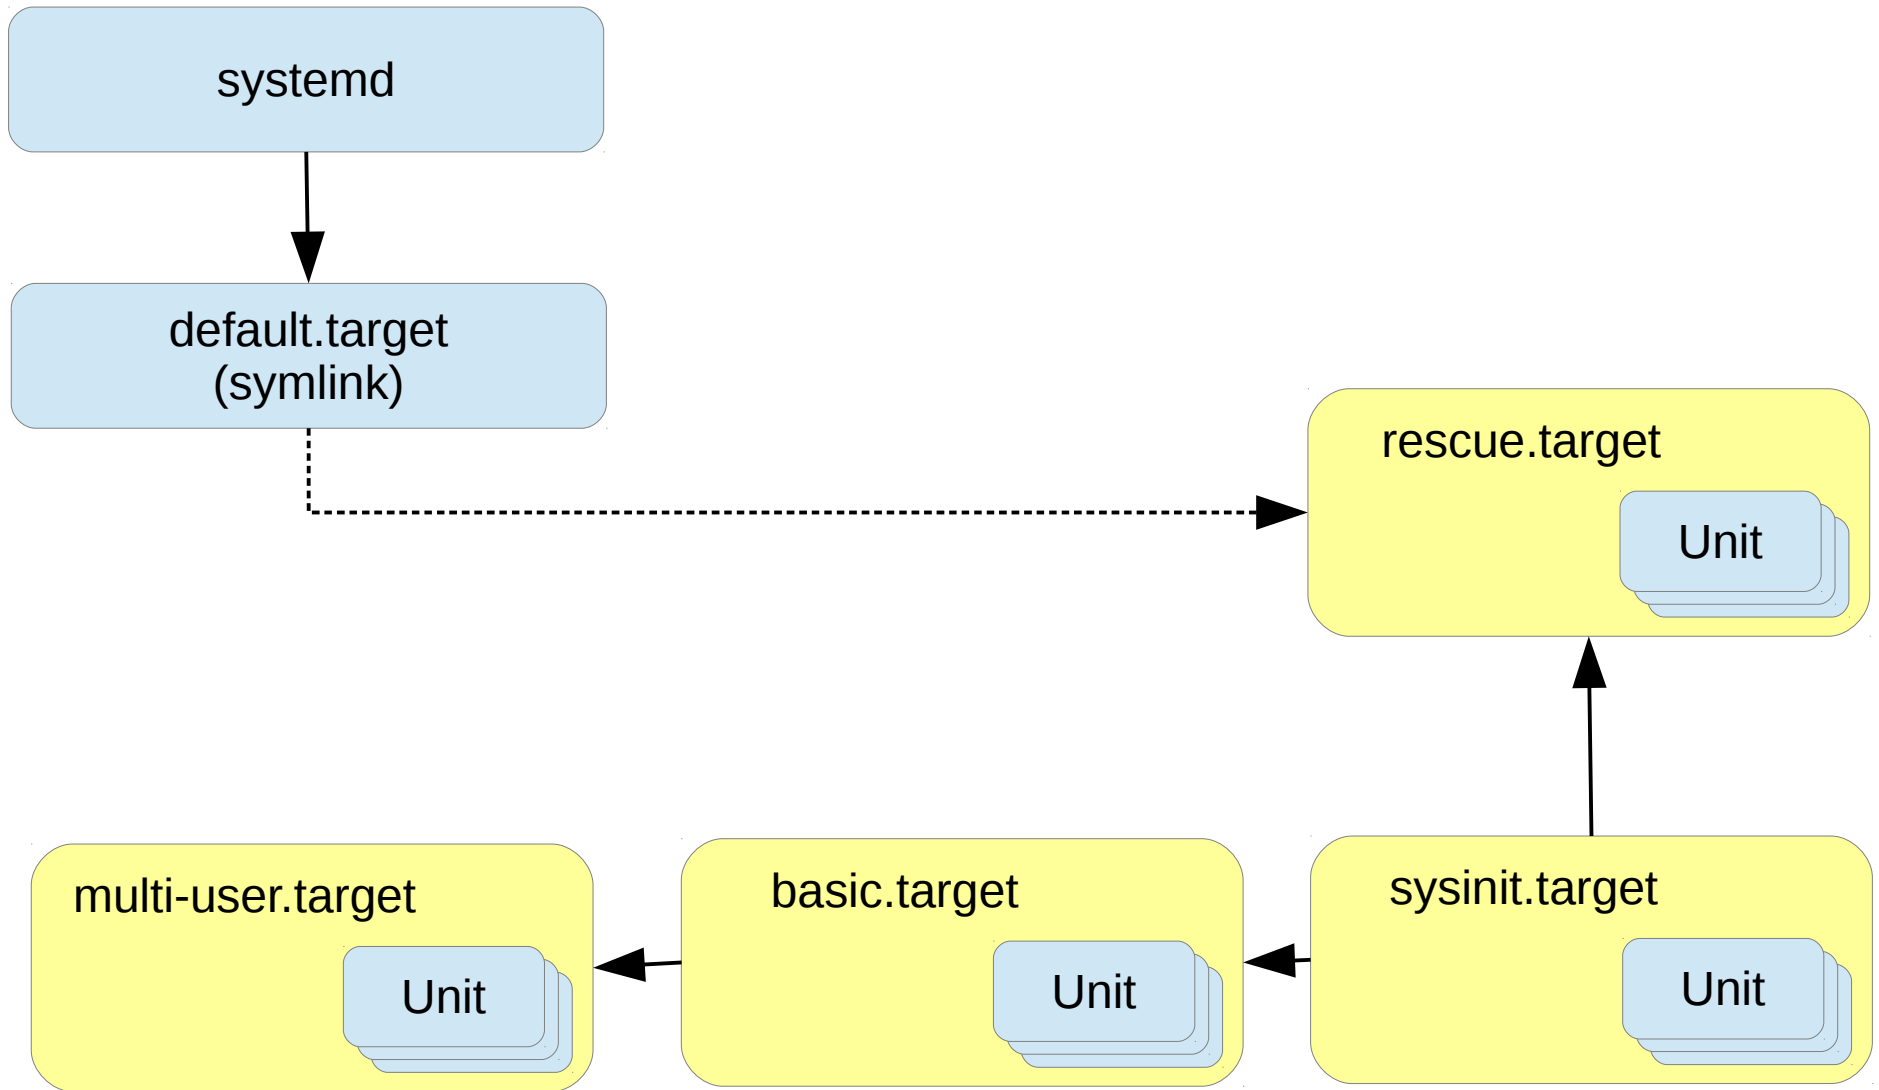 systemd
default.target
(symlink)
rescue.target
Unit
multi-user.target
Unit
basic.target
Unit
sysinit.target
Unit